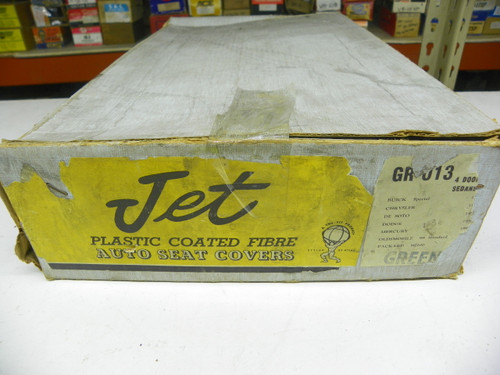 Jet
PLASTIC COATED FIBRE
AUTO SEAT COVERS
GR-013 4 DOOR
SEDANS
BUICK Special
CHRYSLER
DE SOTO
DODGE
MERCURY
OLDSMOBILE
PACKARD
GREEN